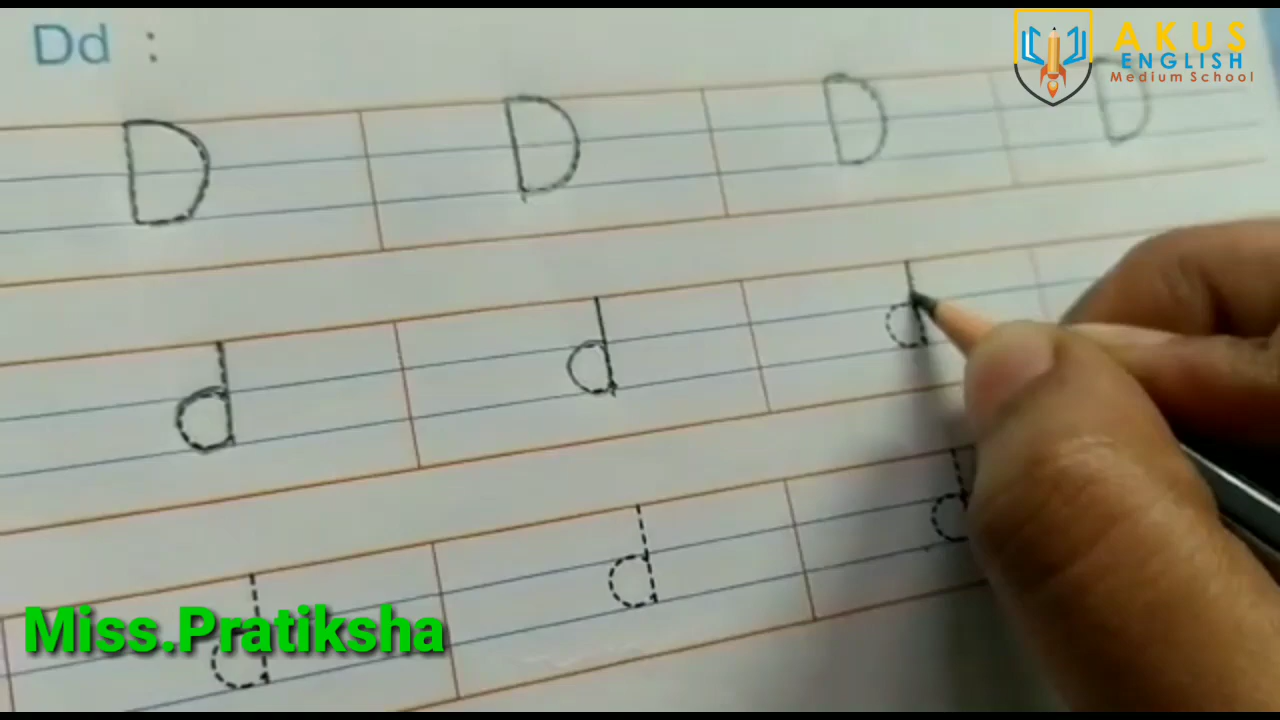 Dd :
AKUS
ENGLISH
Medium School
D D D D
d d d
d d d
Miss.Pratiksha